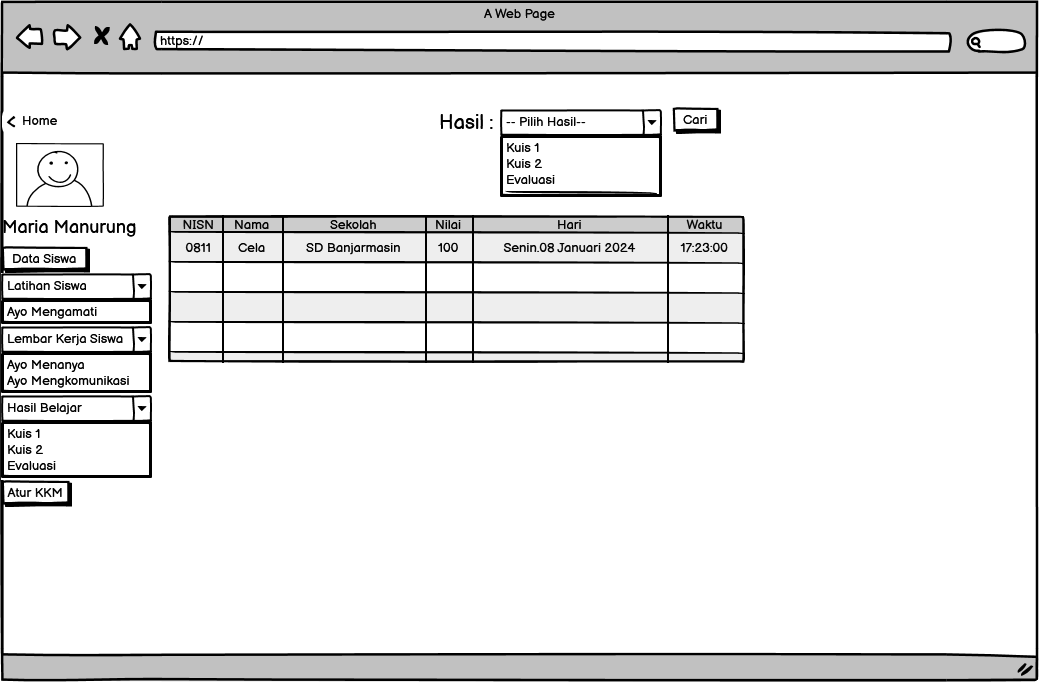 A Web Page
https://
Home
Hasil : -- Pilih Hasil-- Cari
Kuis 1
Kuis 2
Evaluasi
Maria Manurung
Data Siswa
Latihan Siswa
Ayo Mengamati
Lembar Kerja Siswa
Ayo Menanya
Ayo Mengkomunikasi
Hasil Belajar
Kuis 1
Kuis 2
Evaluasi
Atur KKM
NISN Nama Sekolah Nilai Hari Waktu
0811 Cela SD Banjarmasin 100 Senin.08 Januari 2024 17:23:00